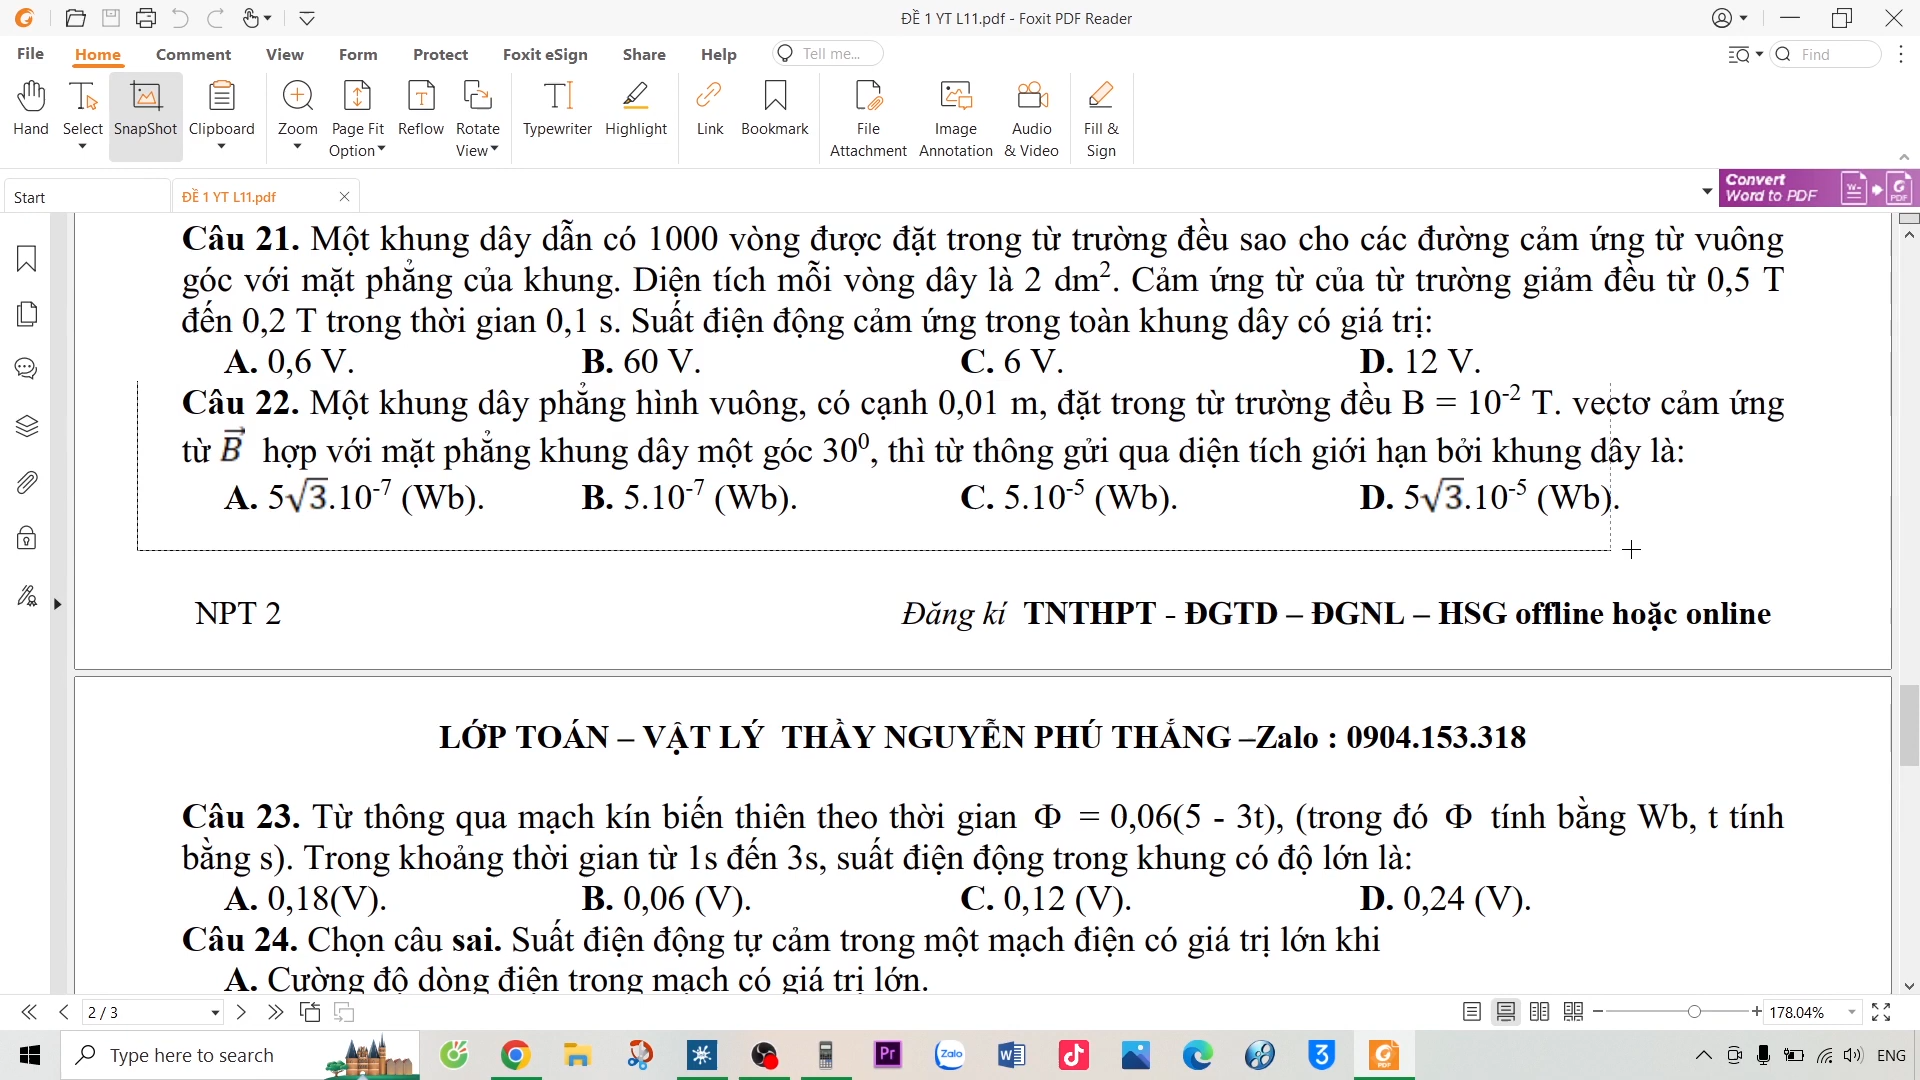 ĐỀ 1 YT L11.pdf - Foxit PDF Reader
File Home Comment View Form Protect Foxit eSign Share Help Tell me... Find
Hand Select SnapShot Clipboard Zoom Page Fit Option Reflow Rotate View Typewriter Highlight Link Bookmark File Attachment Image Annotation Audio & Video Fill & Sign
Start ĐỀ 1 YT L11.pdf Convert Word to PDF
Câu 21. Một khung dây dẫn có 1000 vòng được đặt trong từ trường đều sao cho các đường cảm ứng từ vuông
góc với mặt phẳng của khung. Diện tích mỗi vòng dây là 2 dm². Cảm ứng từ của từ trường giảm đều từ 0,5 T
đến 0,2 T trong thời gian 0,1 s. Suất điện động cảm ứng trong toàn khung dây có giá trị:
A. 0,6 V. B. 60 V. C. 6 V. D. 12 V.
Câu 22. Một khung dây phẳng hình vuông, có cạnh 0,01 m, đặt trong từ trường đều B = 10⁻² T. vectơ cảm ứng
từ B⃗ hợp với mặt phẳng khung dây một góc 30⁰, thì từ thông gửi qua diện tích giới hạn bởi khung dây là:
A. 5√3.10⁻⁷ (Wb). B. 5.10⁻⁷ (Wb). C. 5.10⁻⁵ (Wb). D. 5√3.10⁻⁵ (Wb).
NPT 2 Đăng kí TNTHPT - ĐGTD – ĐGNL – HSG offline hoặc online
LỚP TOÁN – VẬT LÝ THẦY NGUYỄN PHÚ THẮNG –Zalo : 0904.153.318
Câu 23. Từ thông qua mạch kín biến thiên theo thời gian Φ = 0,06(5 - 3t), (trong đó Φ tính bằng Wb, t tính
bằng s). Trong khoảng thời gian từ 1s đến 3s, suất điện động trong khung có độ lớn là:
A. 0,18(V). B. 0,06 (V). C. 0,12 (V). D. 0,24 (V).
Câu 24. Chọn câu sai. Suất điện động tự cảm trong một mạch điện có giá trị lớn khi
A. Cường độ dòng điện trong mạch có giá trị lớn.
2 / 3 178.04%
Type here to search Pr Zalo ENG